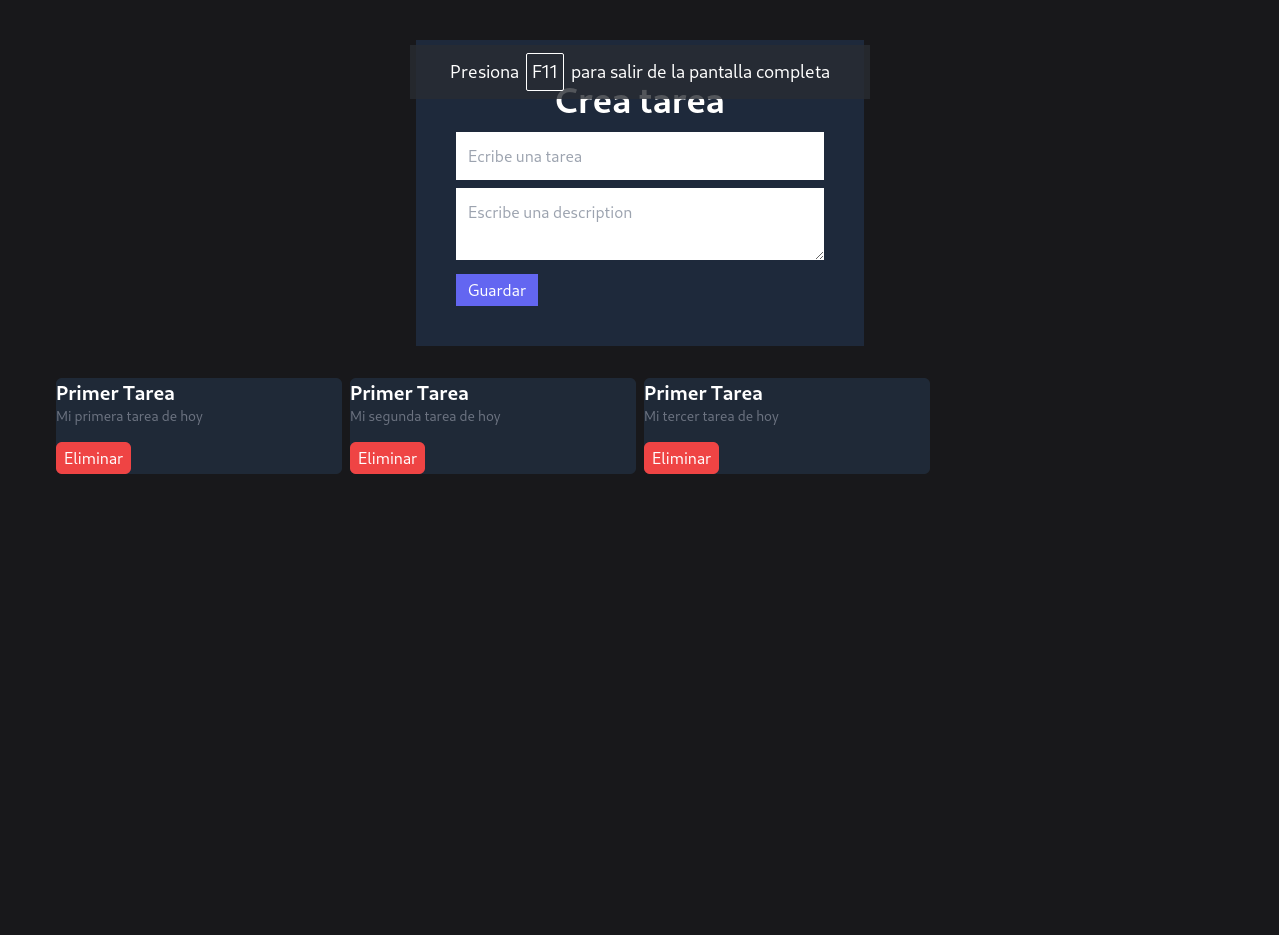 Presiona F11 para salir de la pantalla completa
Crea tarea
Ecribe una tarea
Escribe una description
Guardar
Primer Tarea
Mi primera tarea de hoy
Eliminar
Primer Tarea
Mi segunda tarea de hoy
Eliminar
Primer Tarea
Mi tercer tarea de hoy
Eliminar